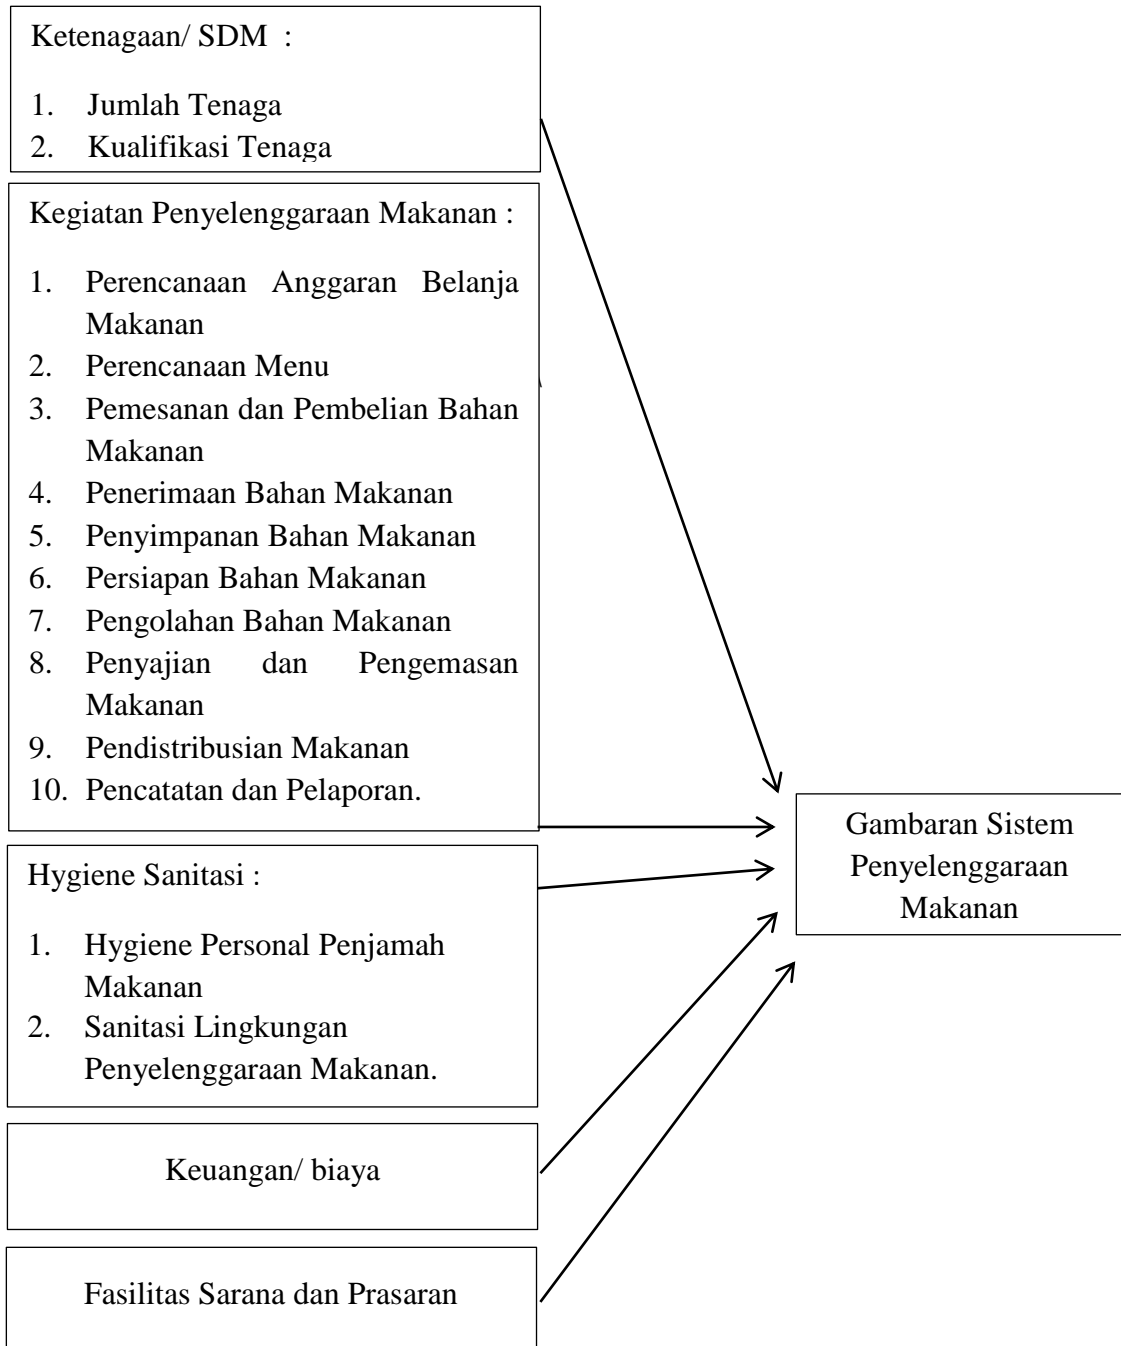 Ketenagaan/ SDM :
1. Jumlah Tenaga
2. Kualifikasi Tenaga
Kegiatan Penyelenggaraan Makanan :
1. Perencanaan Anggaran Belanja
Makanan
2. Perencanaan Menu
3. Pemesanan dan Pembelian Bahan
Makanan
4. Penerimaan Bahan Makanan
5. Penyimpanan Bahan Makanan
6. Persiapan Bahan Makanan
7. Pengolahan Bahan Makanan
8. Penyajian dan Pengemasan
Makanan
9. Pendistribusian Makanan
10. Pencatatan dan Pelaporan.
Hygiene Sanitasi :
1. Hygiene Personal Penjamah
Makanan
2. Sanitasi Lingkungan
Penyelenggaraan Makanan.
Keuangan/ biaya
Fasilitas Sarana dan Prasaran
Gambaran Sistem
Penyelenggaraan
Makanan